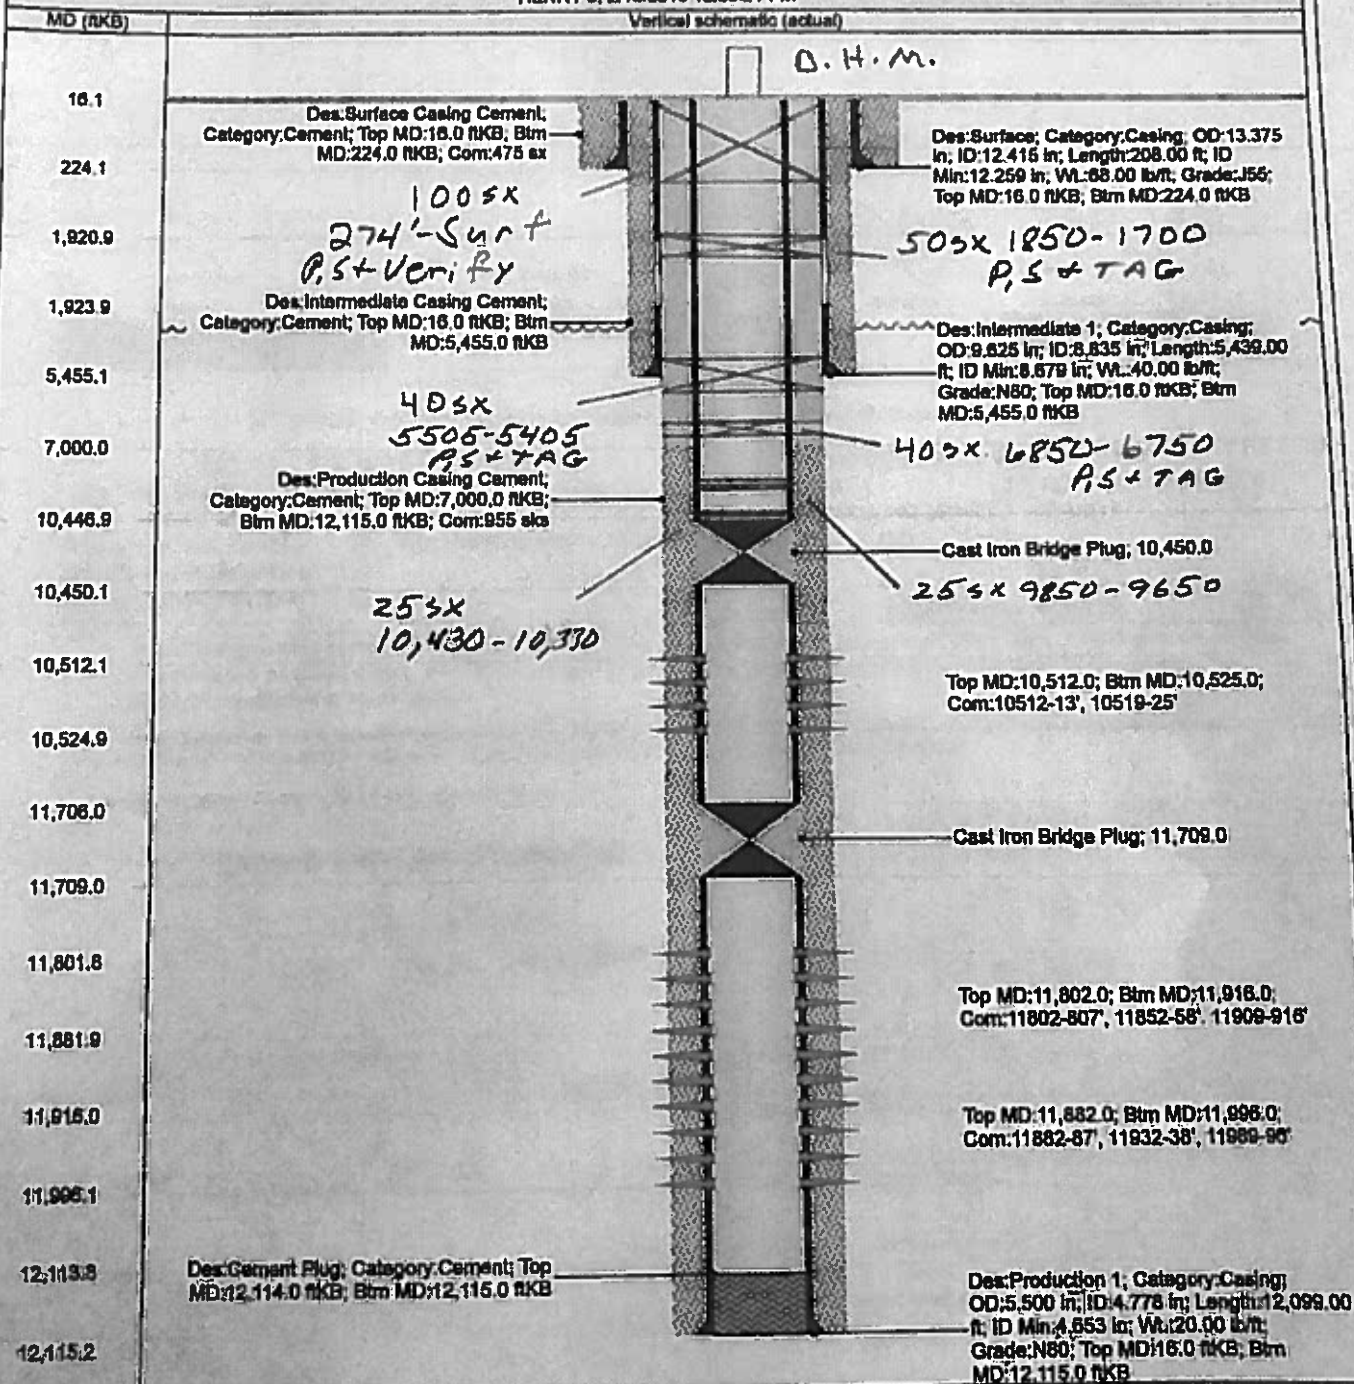 MD (ftKB)
Vertical schematic (actual)
D.H.M.
16.1
Des:Surface Casing Cement;
Category:Cement; Top MD:16.0 ftKB; Btm
MD:224.0 ftKB; Com:475 sx
Des:Surface; Category:Casing; OD:13.375
in; ID:12.415 in; Length:208.00 ft; ID
Min:12.259 in; Wt.:68.00 lb/ft; Grade:J55;
Top MD:16.0 ftKB; Btm MD:224.0 ftKB
224.1
100 sx
274'-Surf
P,S+Verify
1,920.9
50sx 1850-1700
P,S + TAG
1,923.9
Des:Intermediate Casing Cement;
Category:Cement; Top MD:16.0 ftKB; Btm
MD:5,455.0 ftKB
Des:Intermediate 1; Category:Casing;
OD:9.625 in; ID:8.835 in; Length:5,439.00
ft; ID Min:8.679 in; Wt.:40.00 lb/ft;
Grade:N80; Top MD:16.0 ftKB; Btm
MD:5,455.0 ftKB
5,455.1
40sx
5505-5405
P,S + TAG
7,000.0
40sx 6850-6750
P,S + TAG
Des:Production Casing Cement;
Category:Cement; Top MD:7,000.0 ftKB;
Btm MD:12,115.0 ftKB; Com:955 sks
10,446.9
Cast Iron Bridge Plug; 10,450.0
10,450.1
25sx 9850-9650
25sx
10,430-10,330
10,512.1
Top MD:10,512.0; Btm MD:10,525.0;
Com:10512-13', 10519-25'
10,524.9
11,706.0
Cast Iron Bridge Plug; 11,709.0
11,709.0
11,801.8
Top MD:11,802.0; Btm MD:11,916.0;
Com:11802-807', 11852-58', 11909-916'
11,881.9
11,916.0
Top MD:11,882.0; Btm MD:11,996.0;
Com:11882-87', 11932-38', 11989-96'
11,996.1
12,113.8
Des:Cement Plug; Category:Cement; Top
MD:12,114.0 ftKB; Btm MD:12,115.0 ftKB
Des:Production 1; Category:Casing;
OD:5.500 in; ID:4.778 in; Length:12,099.00
ft; ID Min:4.653 in; Wt.:20.00 lb/ft;
Grade:N80; Top MD:16.0 ftKB; Btm
MD:12,115.0 ftKB
12,115.2